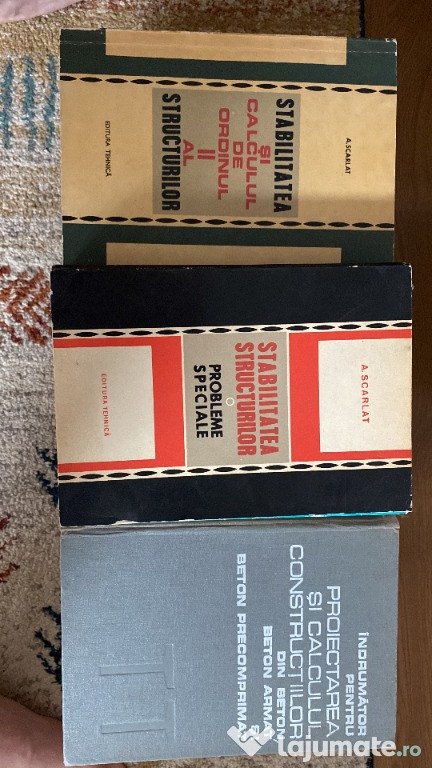 A. SCARLAT
STABILITATEA
ȘI
CALCULUL
DE
ORDINUL
II
AL
STRUCTURILOR
EDITURA TEHNICĂ
A. SCARLAT
STABILITATEA
STRUCTURILOR
PROBLEME
SPECIALE
EDITURA TEHNICĂ
ÎNDRUMĂTOR
PENTRU
PROIECTAREA
ȘI CALCULUL
CONSTRUCȚIILOR
DIN BETON
BETON ARMAT
BETON PRECOMPRIMAT
lajumate.ro